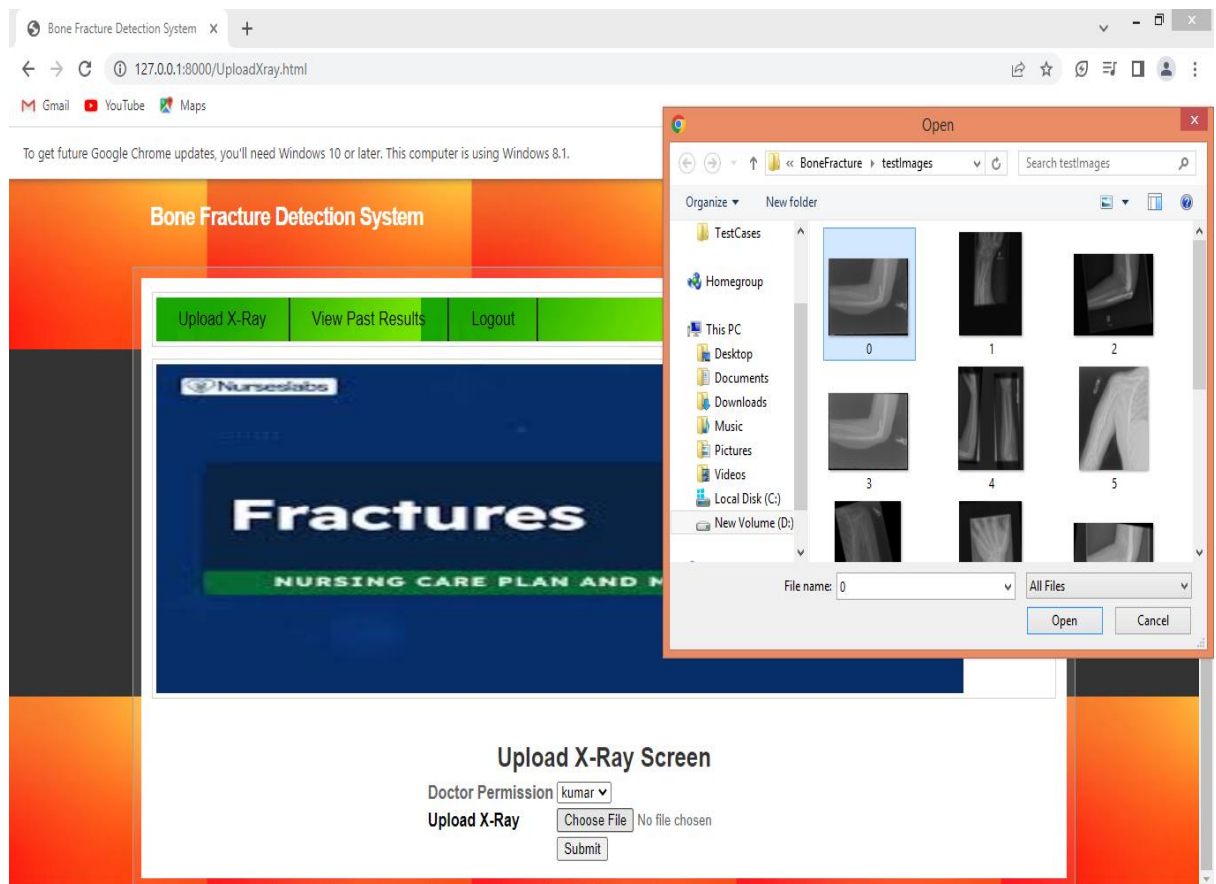 Bone Fracture Detection System
127.0.0.1:8000/UploadXray.html
Gmail YouTube Maps
To get future Google Chrome updates, you'll need Windows 10 or later. This computer is using Windows 8.1.
Bone Fracture Detection System
Upload X-Ray View Past Results Logout
Nurseslabs
Fractures
NURSING CARE PLAN AND M
Open
« BoneFracture testImages Search testImages
Organize New folder
TestCases
Homegroup
This PC
Desktop
Documents
Downloads
Music
Pictures
Videos
Local Disk (C:)
New Volume (D:)
0 1 2
3 4 5
File name: 0 All Files
Open Cancel
Upload X-Ray Screen
Doctor Permission kumar
Upload X-Ray Choose File No file chosen
Submit